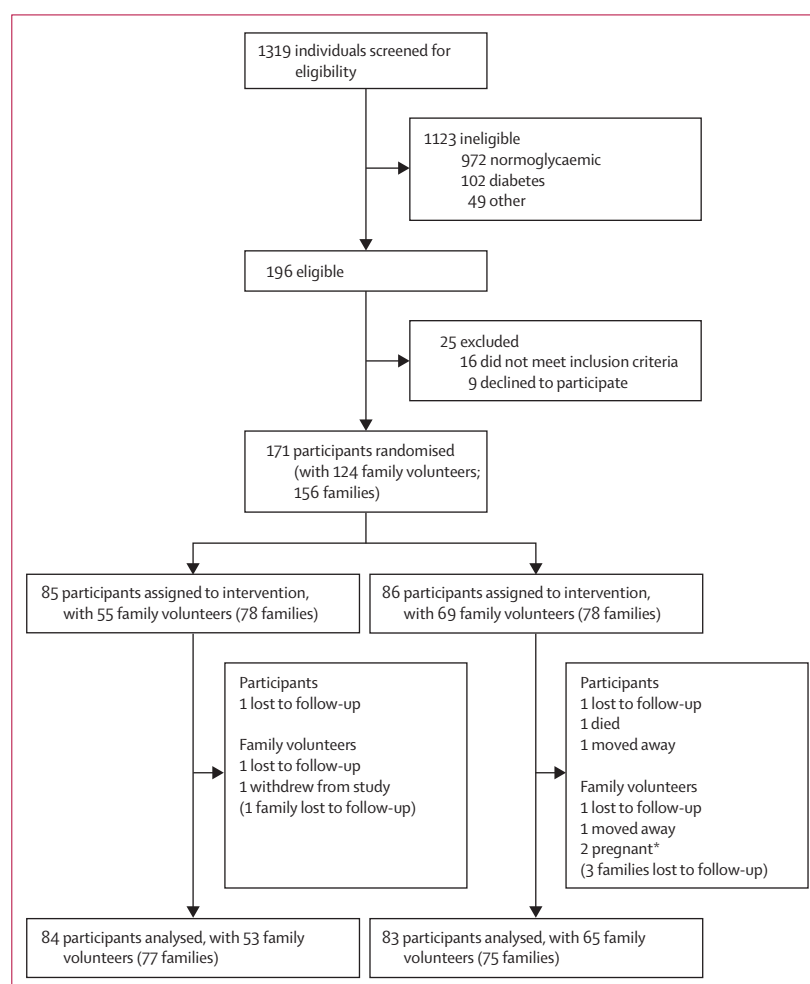 1319 individuals screened for
eligibility
1123 ineligible
972 normoglycaemic
102 diabetes
49 other
196 eligible
25 excluded
16 did not meet inclusion criteria
9 declined to participate
171 participants randomised
(with 124 family volunteers;
156 families)
85 participants assigned to intervention,
with 55 family volunteers (78 families)
86 participants assigned to intervention,
with 69 family volunteers (78 families)
Participants
1 lost to follow-up
Family volunteers
1 lost to follow-up
1 withdrew from study
(1 family lost to follow-up)
Participants
1 lost to follow-up
1 died
1 moved away
Family volunteers
1 lost to follow-up
1 moved away
2 pregnant*
(3 families lost to follow-up)
84 participants analysed, with 53 family
volunteers (77 families)
83 participants analysed, with 65 family
volunteers (75 families)